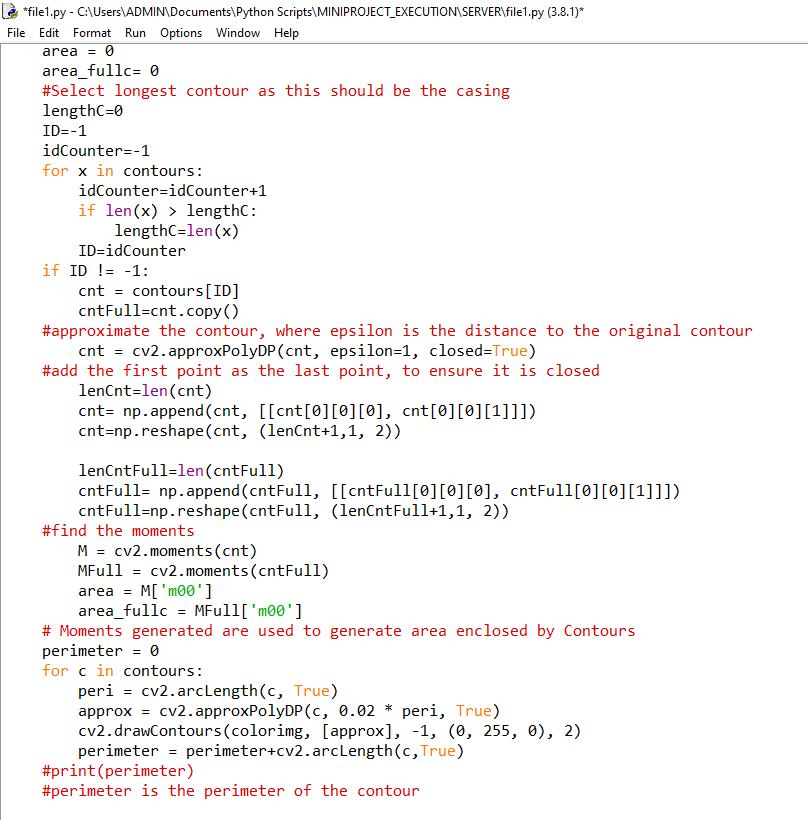 *file1.py - C:\Users\ADMIN\Documents\Python Scripts\MINIPROJECT_EXECUTION\SERVER\file1.py (3.8.1)*
File Edit Format Run Options Window Help
area = 0
area_fullc= 0
#Select longest contour as this should be the casing
lengthC=0
ID=-1
idCounter=-1
for x in contours:
    idCounter=idCounter+1
    if len(x) > lengthC:
        lengthC=len(x)
    ID=idCounter
if ID != -1:
    cnt = contours[ID]
    cntFull=cnt.copy()
#approximate the contour, where epsilon is the distance to the original contour
    cnt = cv2.approxPolyDP(cnt, epsilon=1, closed=True)
#add the first point as the last point, to ensure it is closed
    lenCnt=len(cnt)
    cnt= np.append(cnt, [[cnt[0][0][0], cnt[0][0][1]]])
    cnt=np.reshape(cnt, (lenCnt+1,1, 2))
    lenCntFull=len(cntFull)
    cntFull= np.append(cntFull, [[cntFull[0][0][0], cntFull[0][0][1]]])
    cntFull=np.reshape(cntFull, (lenCntFull+1,1, 2))
#find the moments
    M = cv2.moments(cnt)
    MFull = cv2.moments(cntFull)
    area = M['m00']
    area_fullc = MFull['m00']
# Moments generated are used to generate area enclosed by Contours
perimeter = 0
for c in contours:
    peri = cv2.arcLength(c, True)
    approx = cv2.approxPolyDP(c, 0.02 * peri, True)
    cv2.drawContours(colorimg, [approx], -1, (0, 255, 0), 2)
    perimeter = perimeter+cv2.arcLength(c,True)
#print(perimeter)
#perimeter is the perimeter of the contour